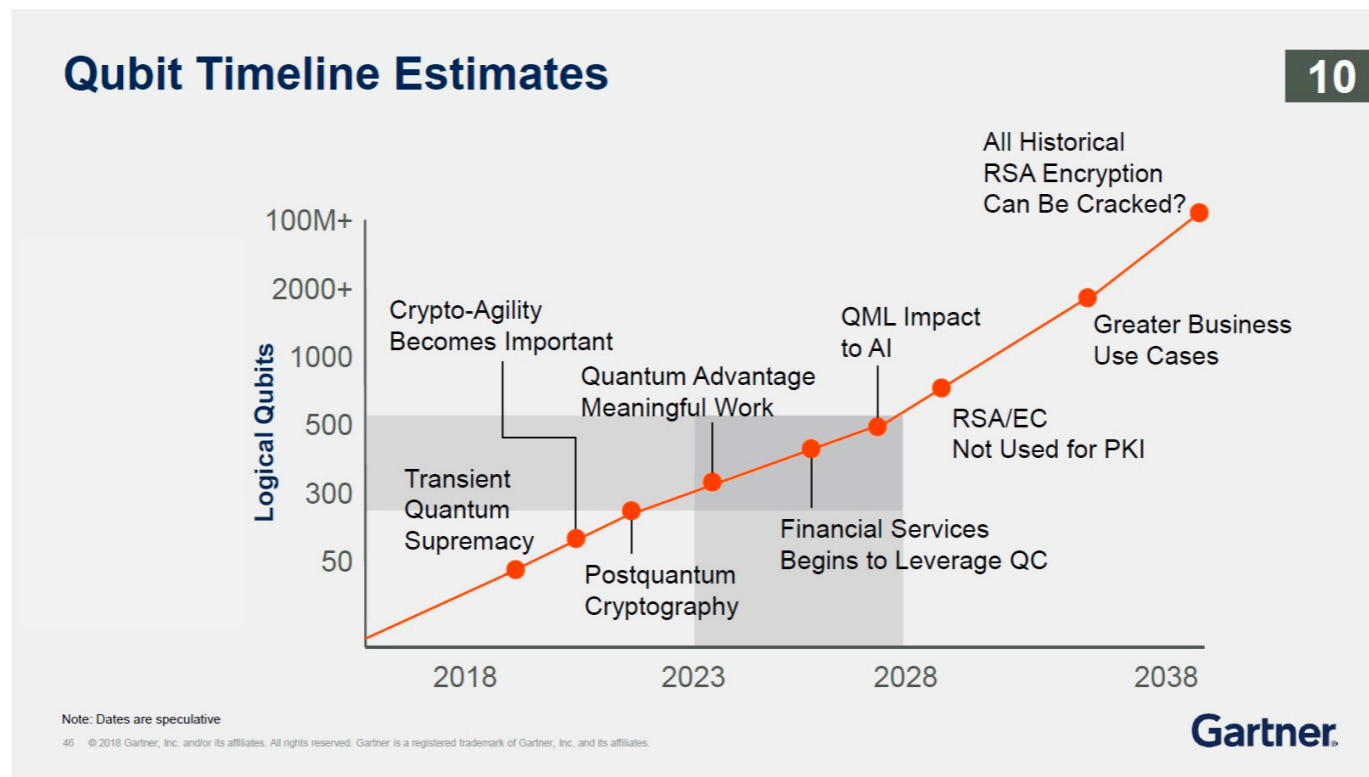 Qubit Timeline Estimates
10
All Historical
RSA Encryption
Can Be Cracked?
100M+
2000+
1000
500
300
50
Logical Qubits
Crypto-Agility
Becomes Important
QML Impact
to AI
Greater Business
Use Cases
Quantum Advantage
Meaningful Work
RSA/EC
Not Used for PKI
Transient
Quantum
Supremacy
Financial Services
Begins to Leverage QC
Postquantum
Cryptography
2018
2023
2028
2038
Note: Dates are speculative
46 © 2018 Gartner, Inc. and/or its affiliates. All rights reserved. Gartner is a registered trademark of Gartner, Inc. and its affiliates.
Gartner®